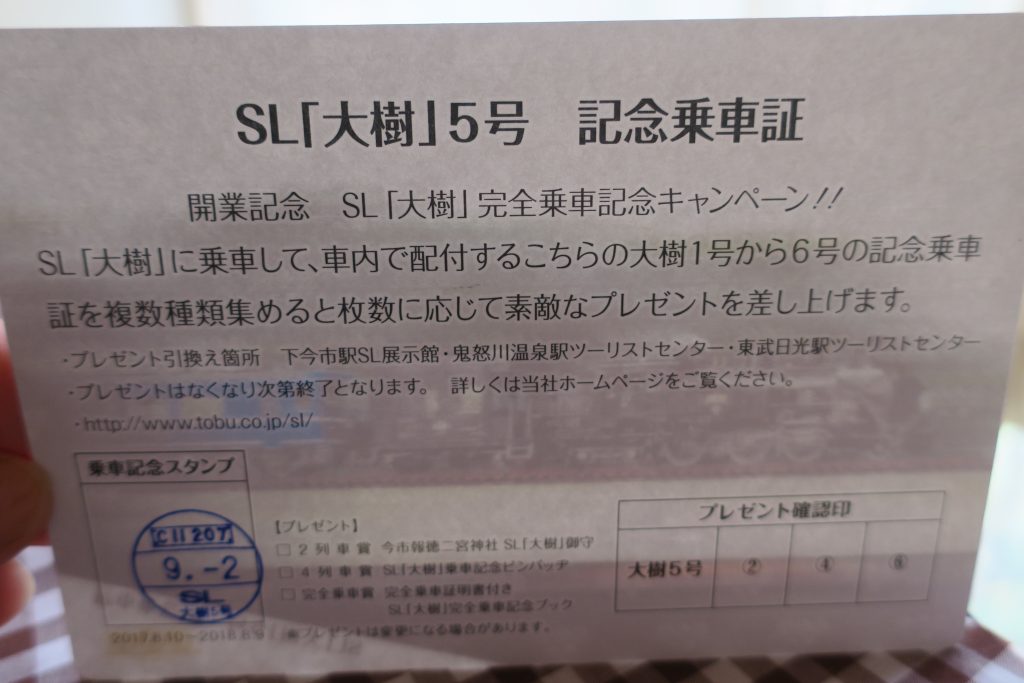 SL「大樹」5号　記念乗車証
開業記念　SL「大樹」完全乗車記念キャンペーン!!
SL「大樹」に乗車して、車内で配付するこちらの大樹1号から6号の記念乗車
証を複数種類集めると枚数に応じて素敵なプレゼントを差し上げます。
・プレゼント引換え箇所　下今市駅SL展示館・鬼怒川温泉駅ツーリストセンター・東武日光駅ツーリストセンター
・プレゼントはなくなり次第終了となります。　詳しくは当社ホームページをご覧ください。
・http://www.tobu.co.jp/sl/
乗車記念スタンプ
C11 207
9.-2
SL
大樹5号
2017.8.10～2018.8.9
【プレゼント】
□ 2列車賞　今市報徳二宮神社 SL「大樹」御守
□ 4列車賞　SL「大樹」乗車記念ピンバッヂ
□ 完全乗車賞　完全乗車証明書付き
SL「大樹」完全乗車記念ブック
※プレゼントは変更になる場合があります。
プレゼント確認印
大樹5号　②　④　⑥